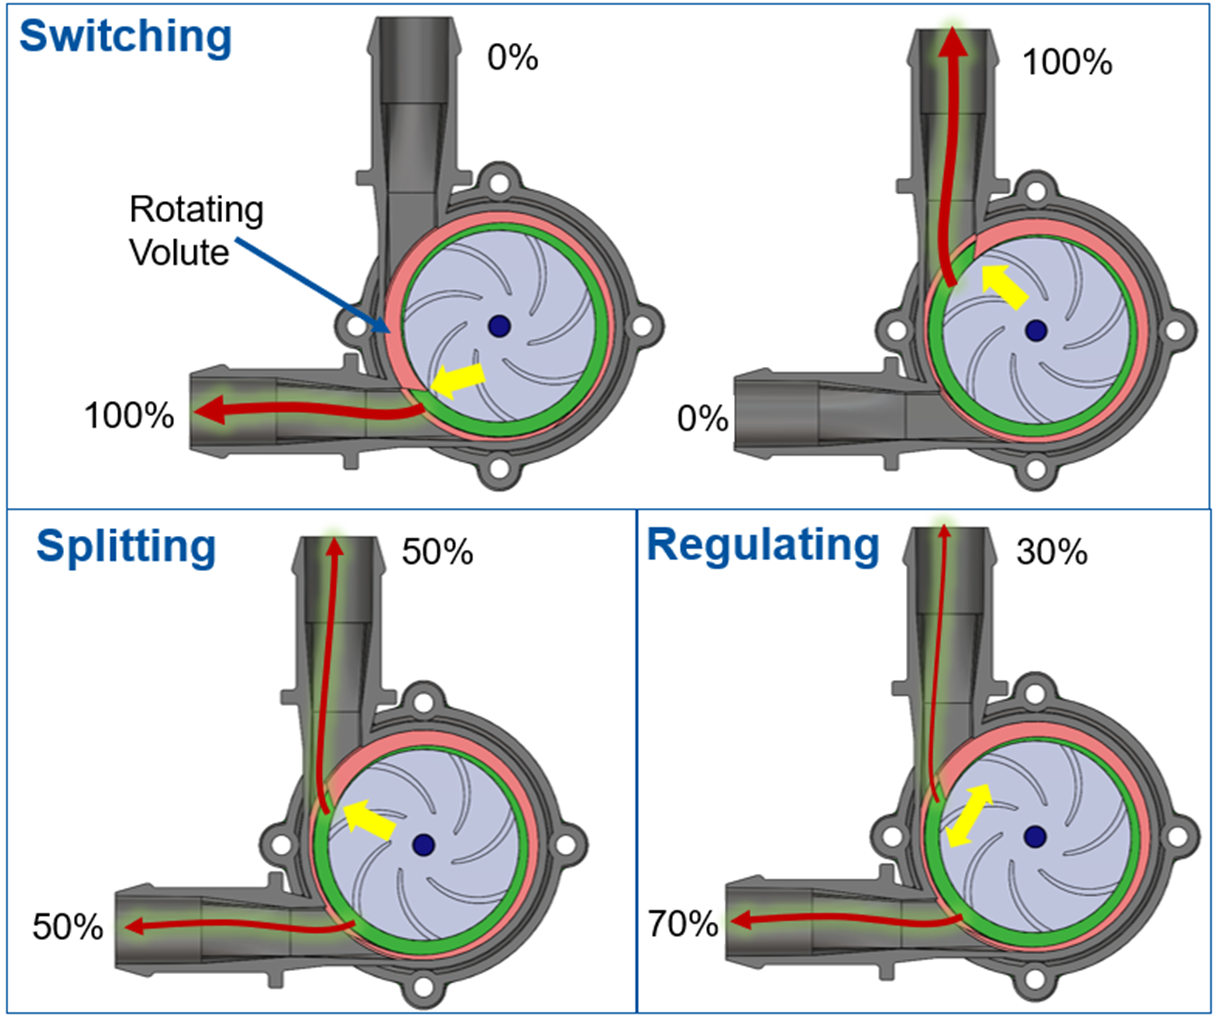 Switching
0%
100%
Rotating
Volute
100%
0%
Splitting
50%
50%
Regulating
30%
70%